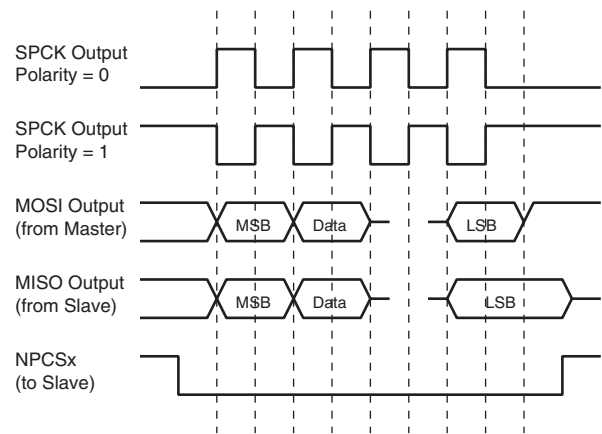 SPCK Output
Polarity = 0
SPCK Output
Polarity = 1
MOSI Output
(from Master)
MSB
Data
LSB
MISO Output
(from Slave)
MSB
Data
LSB
NPCSx
(to Slave)